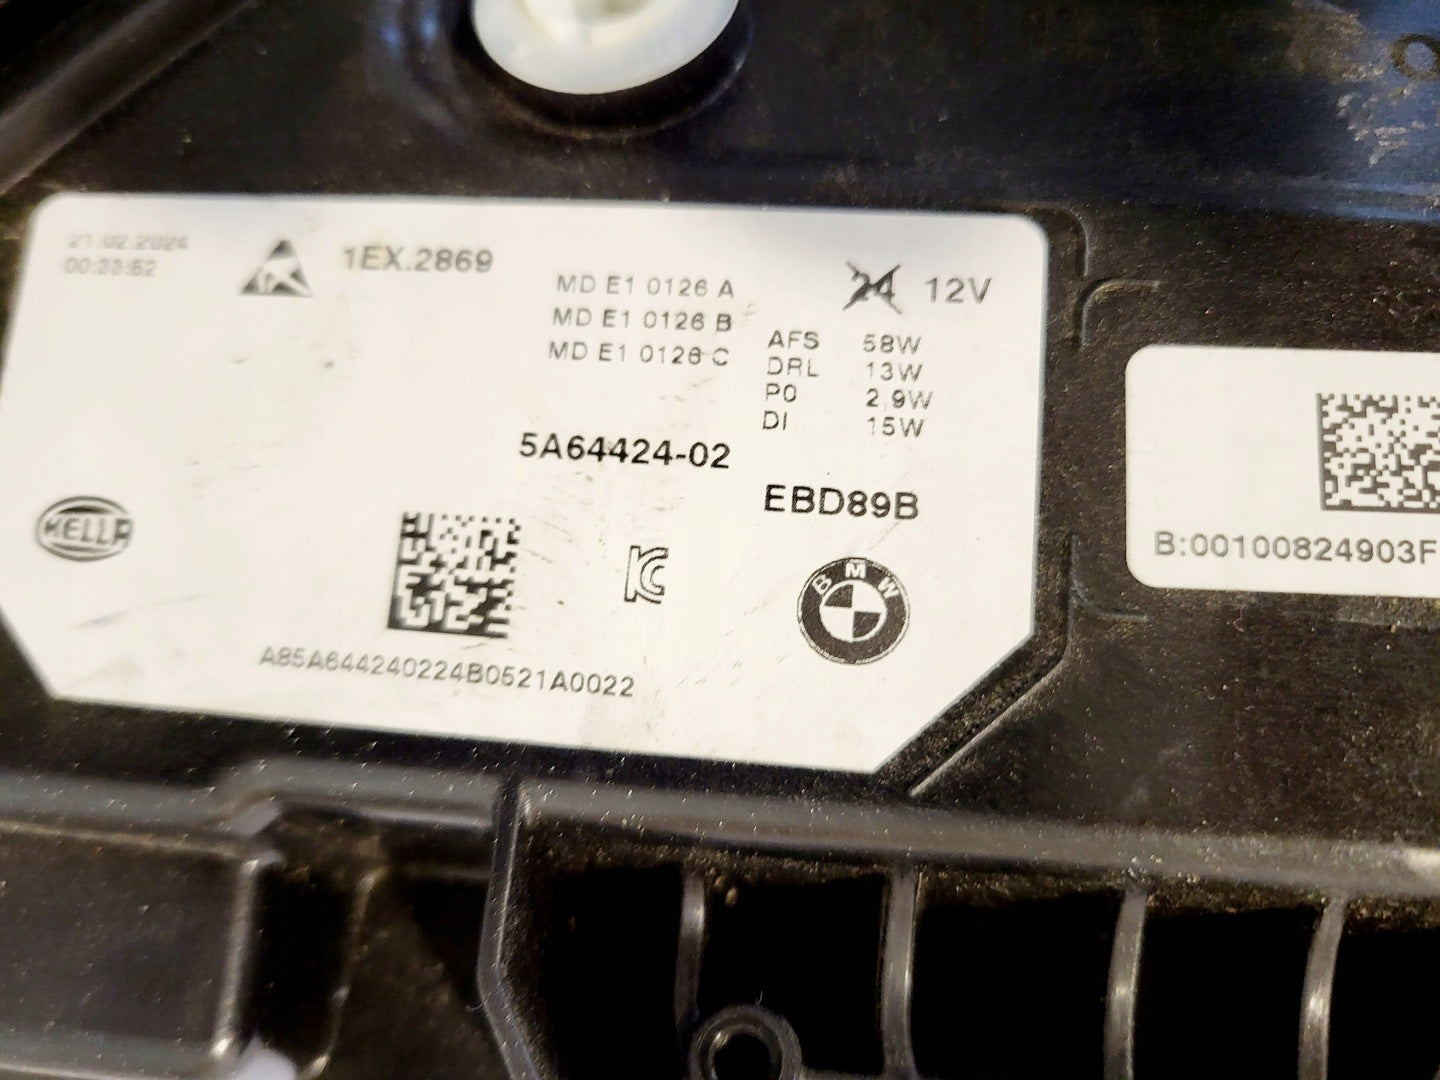 21.02.2024
00:33:52
1EX.2869
MD E1 0126 A
MD E1 0126 B
MD E1 0126 C
24 12V
AFS 58W
DRL 13W
PO 2,9W
DI 15W
5A64424-02
EBD89B
HELLA
BMW
A85A644240224B0521A0022
B:00100824903F